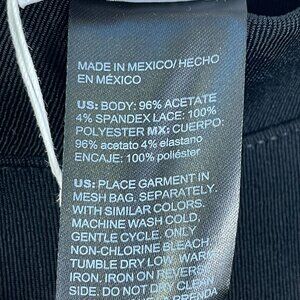 MADE IN MEXICO/ HECHO
EN MÉXICO
US: BODY: 96% ACETATE
4% SPANDEX LACE: 100%
POLYESTER MX: CUERPO:
96% acetato 4% elastano
ENCAJE: 100% poliéster
US: PLACE GARMENT IN
MESH BAG. SEPARATELY.
WITH SIMILAR COLORS.
MACHINE WASH COLD,
GENTLE CYCLE. ONLY
NON-CHLORINE BLEACH,
TUMBLE DRY LOW. WARM
IRON. IRON ON REVERSE
SIDE. DO NOT DRY CLEAN